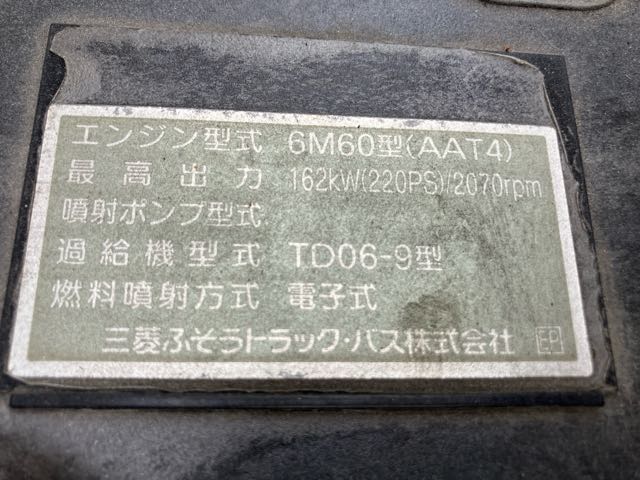 エンジン型式 6M60型(AAT4)
最高出力 162kW(220PS)/2070rpm
噴射ポンプ型式
過給機型式 TD06-9型
燃料噴射方式 電子式
三菱ふそうトラック・バス株式会社 EP